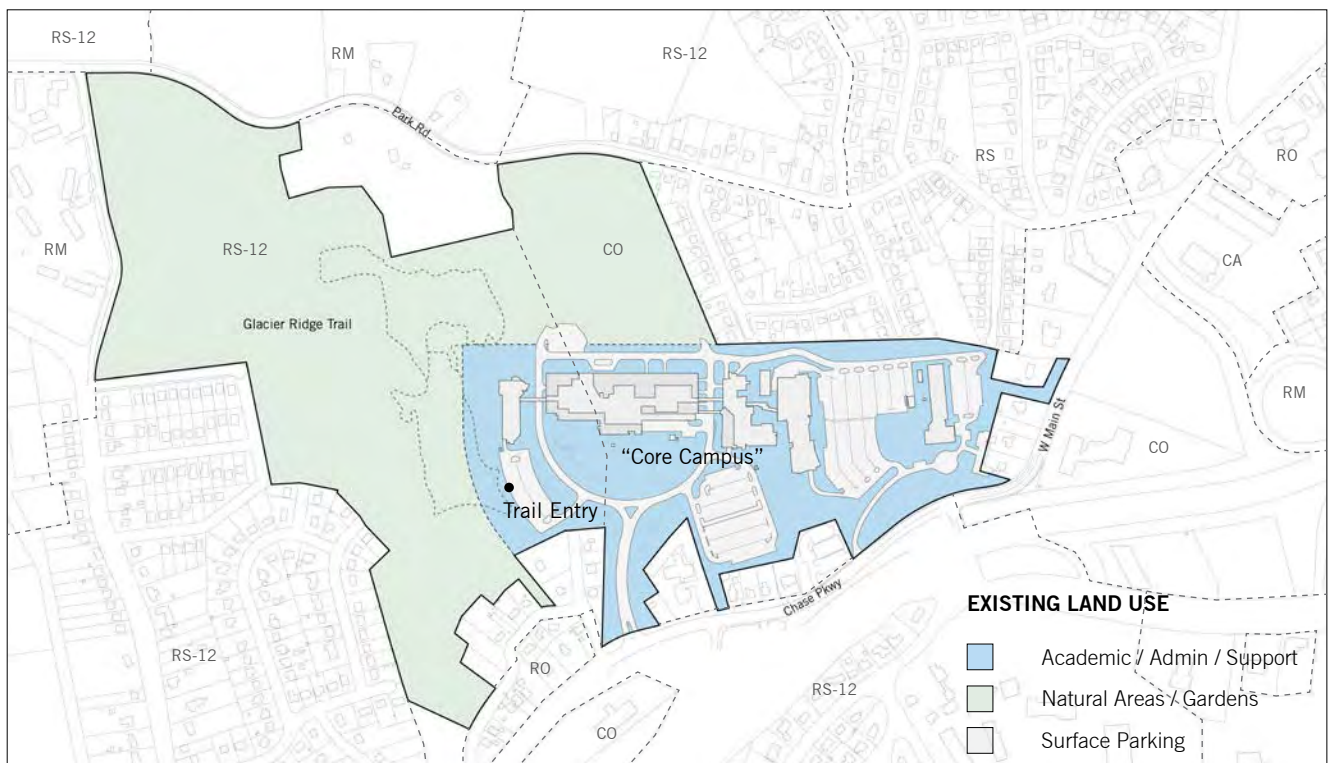 RS-12
RM
RS-12
Park Rd
RS
RO
RM
RS-12
CO
CA
Glacier Ridge Trail
RM
W Main St
"Core Campus"
CO
Trail Entry
Chase Pkwy
EXISTING LAND USE
RS-12
RO
RS-12
Academic / Admin / Support
Natural Areas / Gardens
CO
Surface Parking